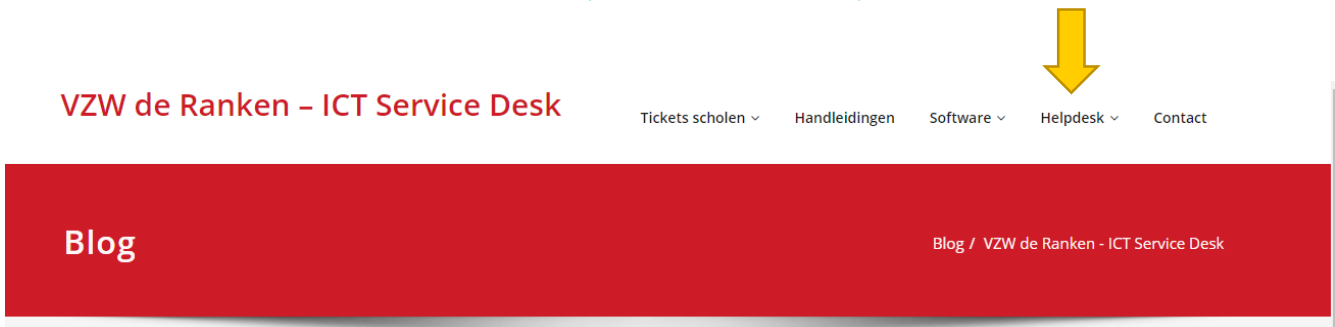 VZW de Ranken – ICT Service Desk
Tickets scholen Handleidingen Software Helpdesk Contact
Blog
Blog / VZW de Ranken - ICT Service Desk